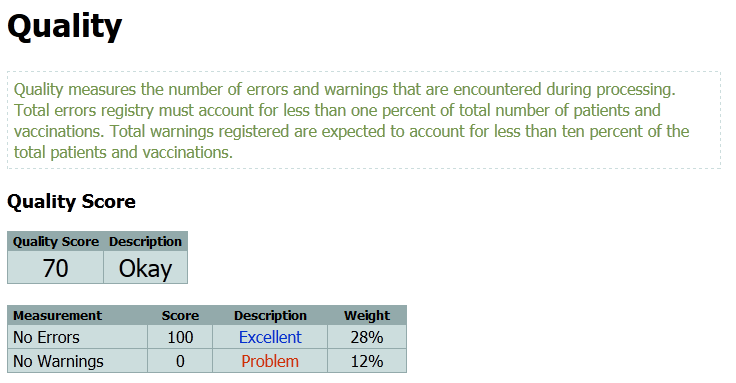 Quality
Quality measures the number of errors and warnings that are encountered during processing.
Total errors registry must account for less than one percent of total number of patients and
vaccinations. Total warnings registered are expected to account for less than ten percent of the
total patients and vaccinations.
Quality Score
Quality Score Description
70 Okay
Measurement Score Description Weight
No Errors 100 Excellent 28%
No Warnings 0 Problem 12%